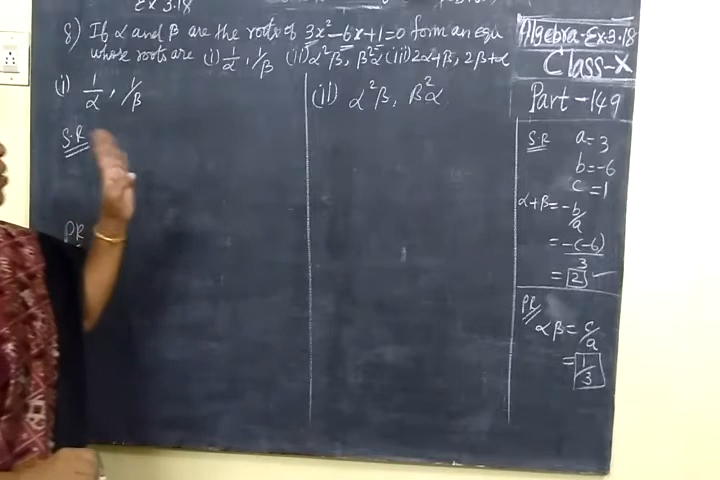 Ex 3.18
8) If α and β are the roots of 3x²-6x+1=0 form an equ
whose roots are (i) 1/α, 1/β (ii) α²β, β²α (iii) 2α+β, 2β+α
(i) 1/α, 1/β
S.R
PR
(ii) α²β, β²α
Algebra-Ex-3.18
Class-X
Part-149
S.R a=3
b=-6
c=1
α+β=-b/a
=-(-6)/3
=2
PR
αβ=c/a
=1/3